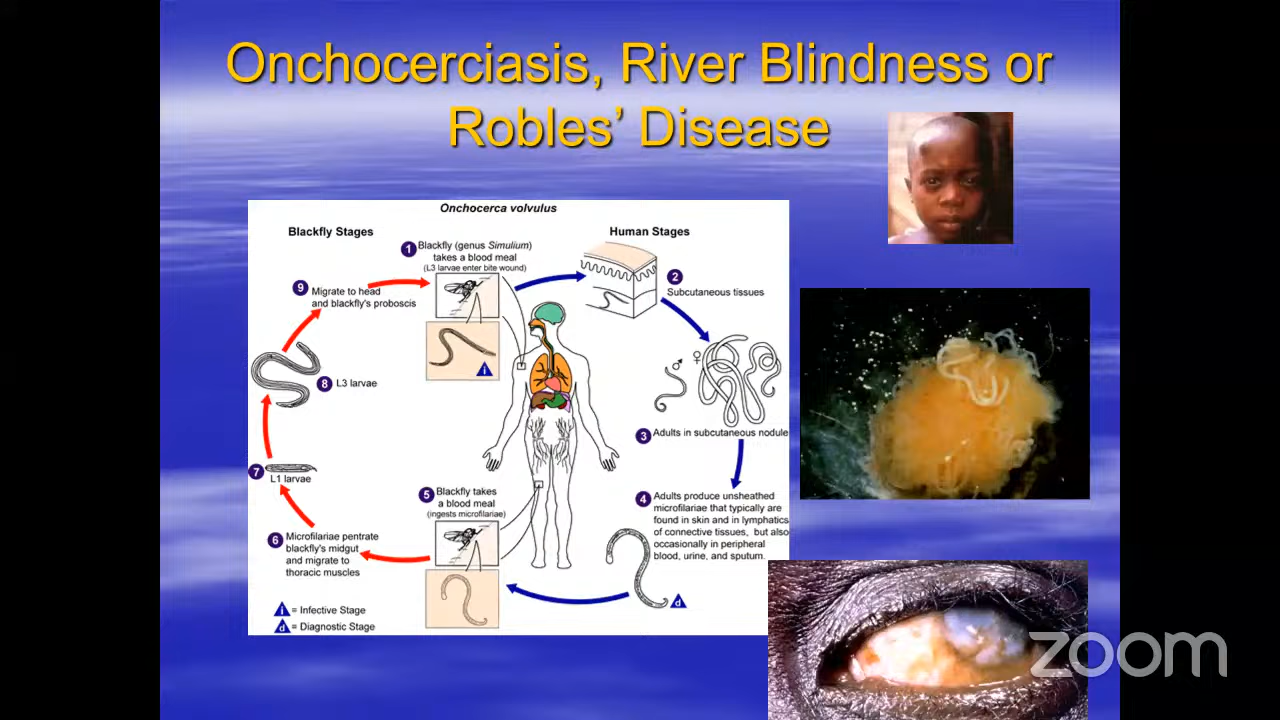 Onchocerciasis, River Blindness or
Robles’ Disease
Onchocerca volvulus
Blackfly Stages
Human Stages
1
Blackfly (genus Simulium)
takes a blood meal
(L3 larvae enter bite wound)
i
2
Subcutaneous tissues
♂
♀
3
Adults in subcutaneous nodule
4
Adults produce unsheathed
microfilariae that typically are
found in skin and in lymphatics
of connective tissues, but also
occasionally in peripheral
blood, urine, and sputum.
d
5
Blackfly takes
a blood meal
(ingests microfilariae)
6
Microfilariae pentrate
blackfly's midgut
and migrate to
thoracic muscles
7
L1 larvae
8
L3 larvae
9
Migrate to head
and blackfly's proboscis
i = Infective Stage
d = Diagnostic Stage
zoom